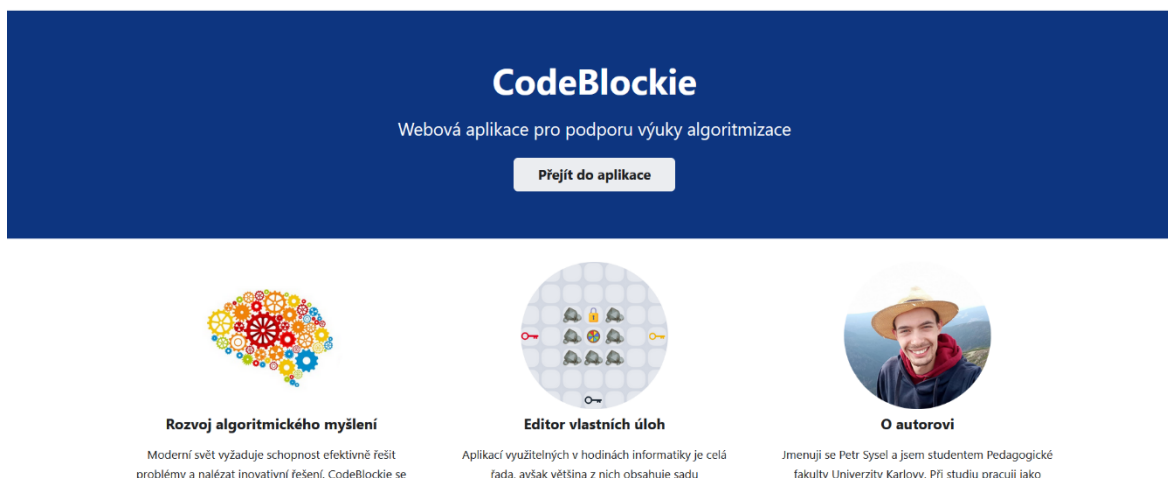 CodeBlockie
Webová aplikace pro podporu výuky algoritmizace
Přejít do aplikace
Rozvoj algoritmického myšlení
Moderní svět vyžaduje schopnost efektivně řešit
problémy a nalézat inovativní řešení. CodeBlockie se
Editor vlastních úloh
Aplikací využitelných v hodinách informatiky je celá
řada, avšak většina z nich obsahuje sadu
O autorovi
Jmenuji se Petr Sysel a jsem studentem Pedagogické
fakulty Univerzity Karlovy. Při studiu pracuji jako